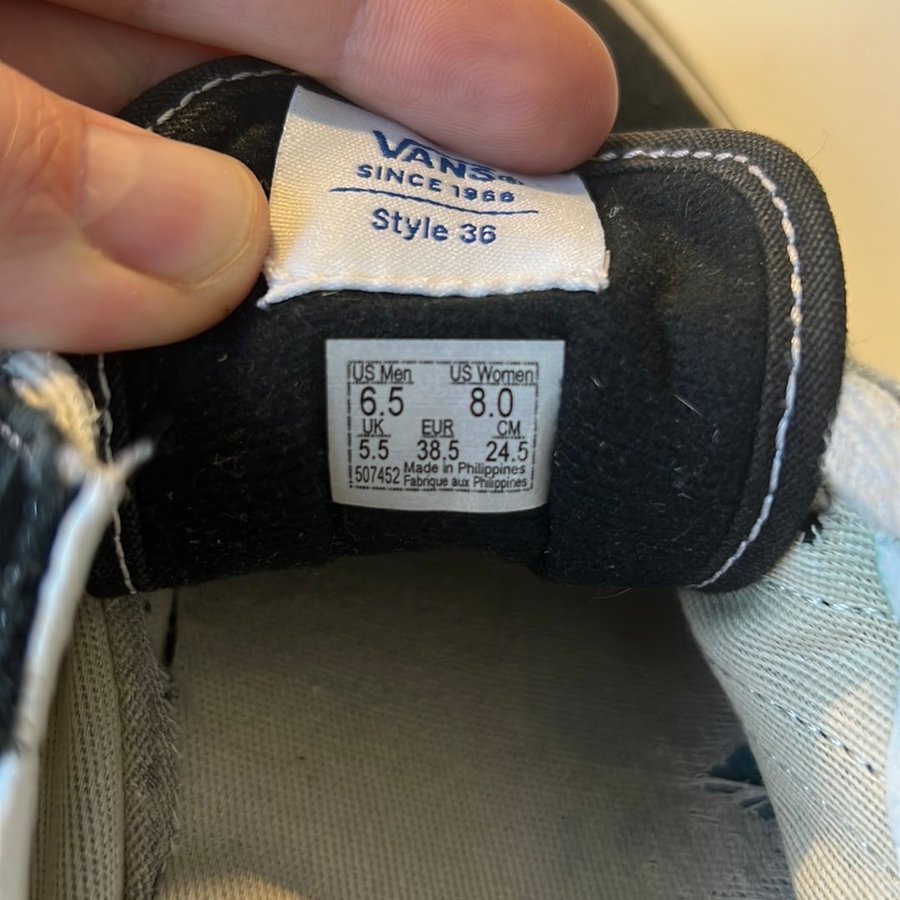 VANS®
SINCE 1966
Style 36
US Men US Women
6.5 8.0
UK EUR CM
5.5 38.5 24.5
507452 Made in Philippines
Fabrique aux Philippines